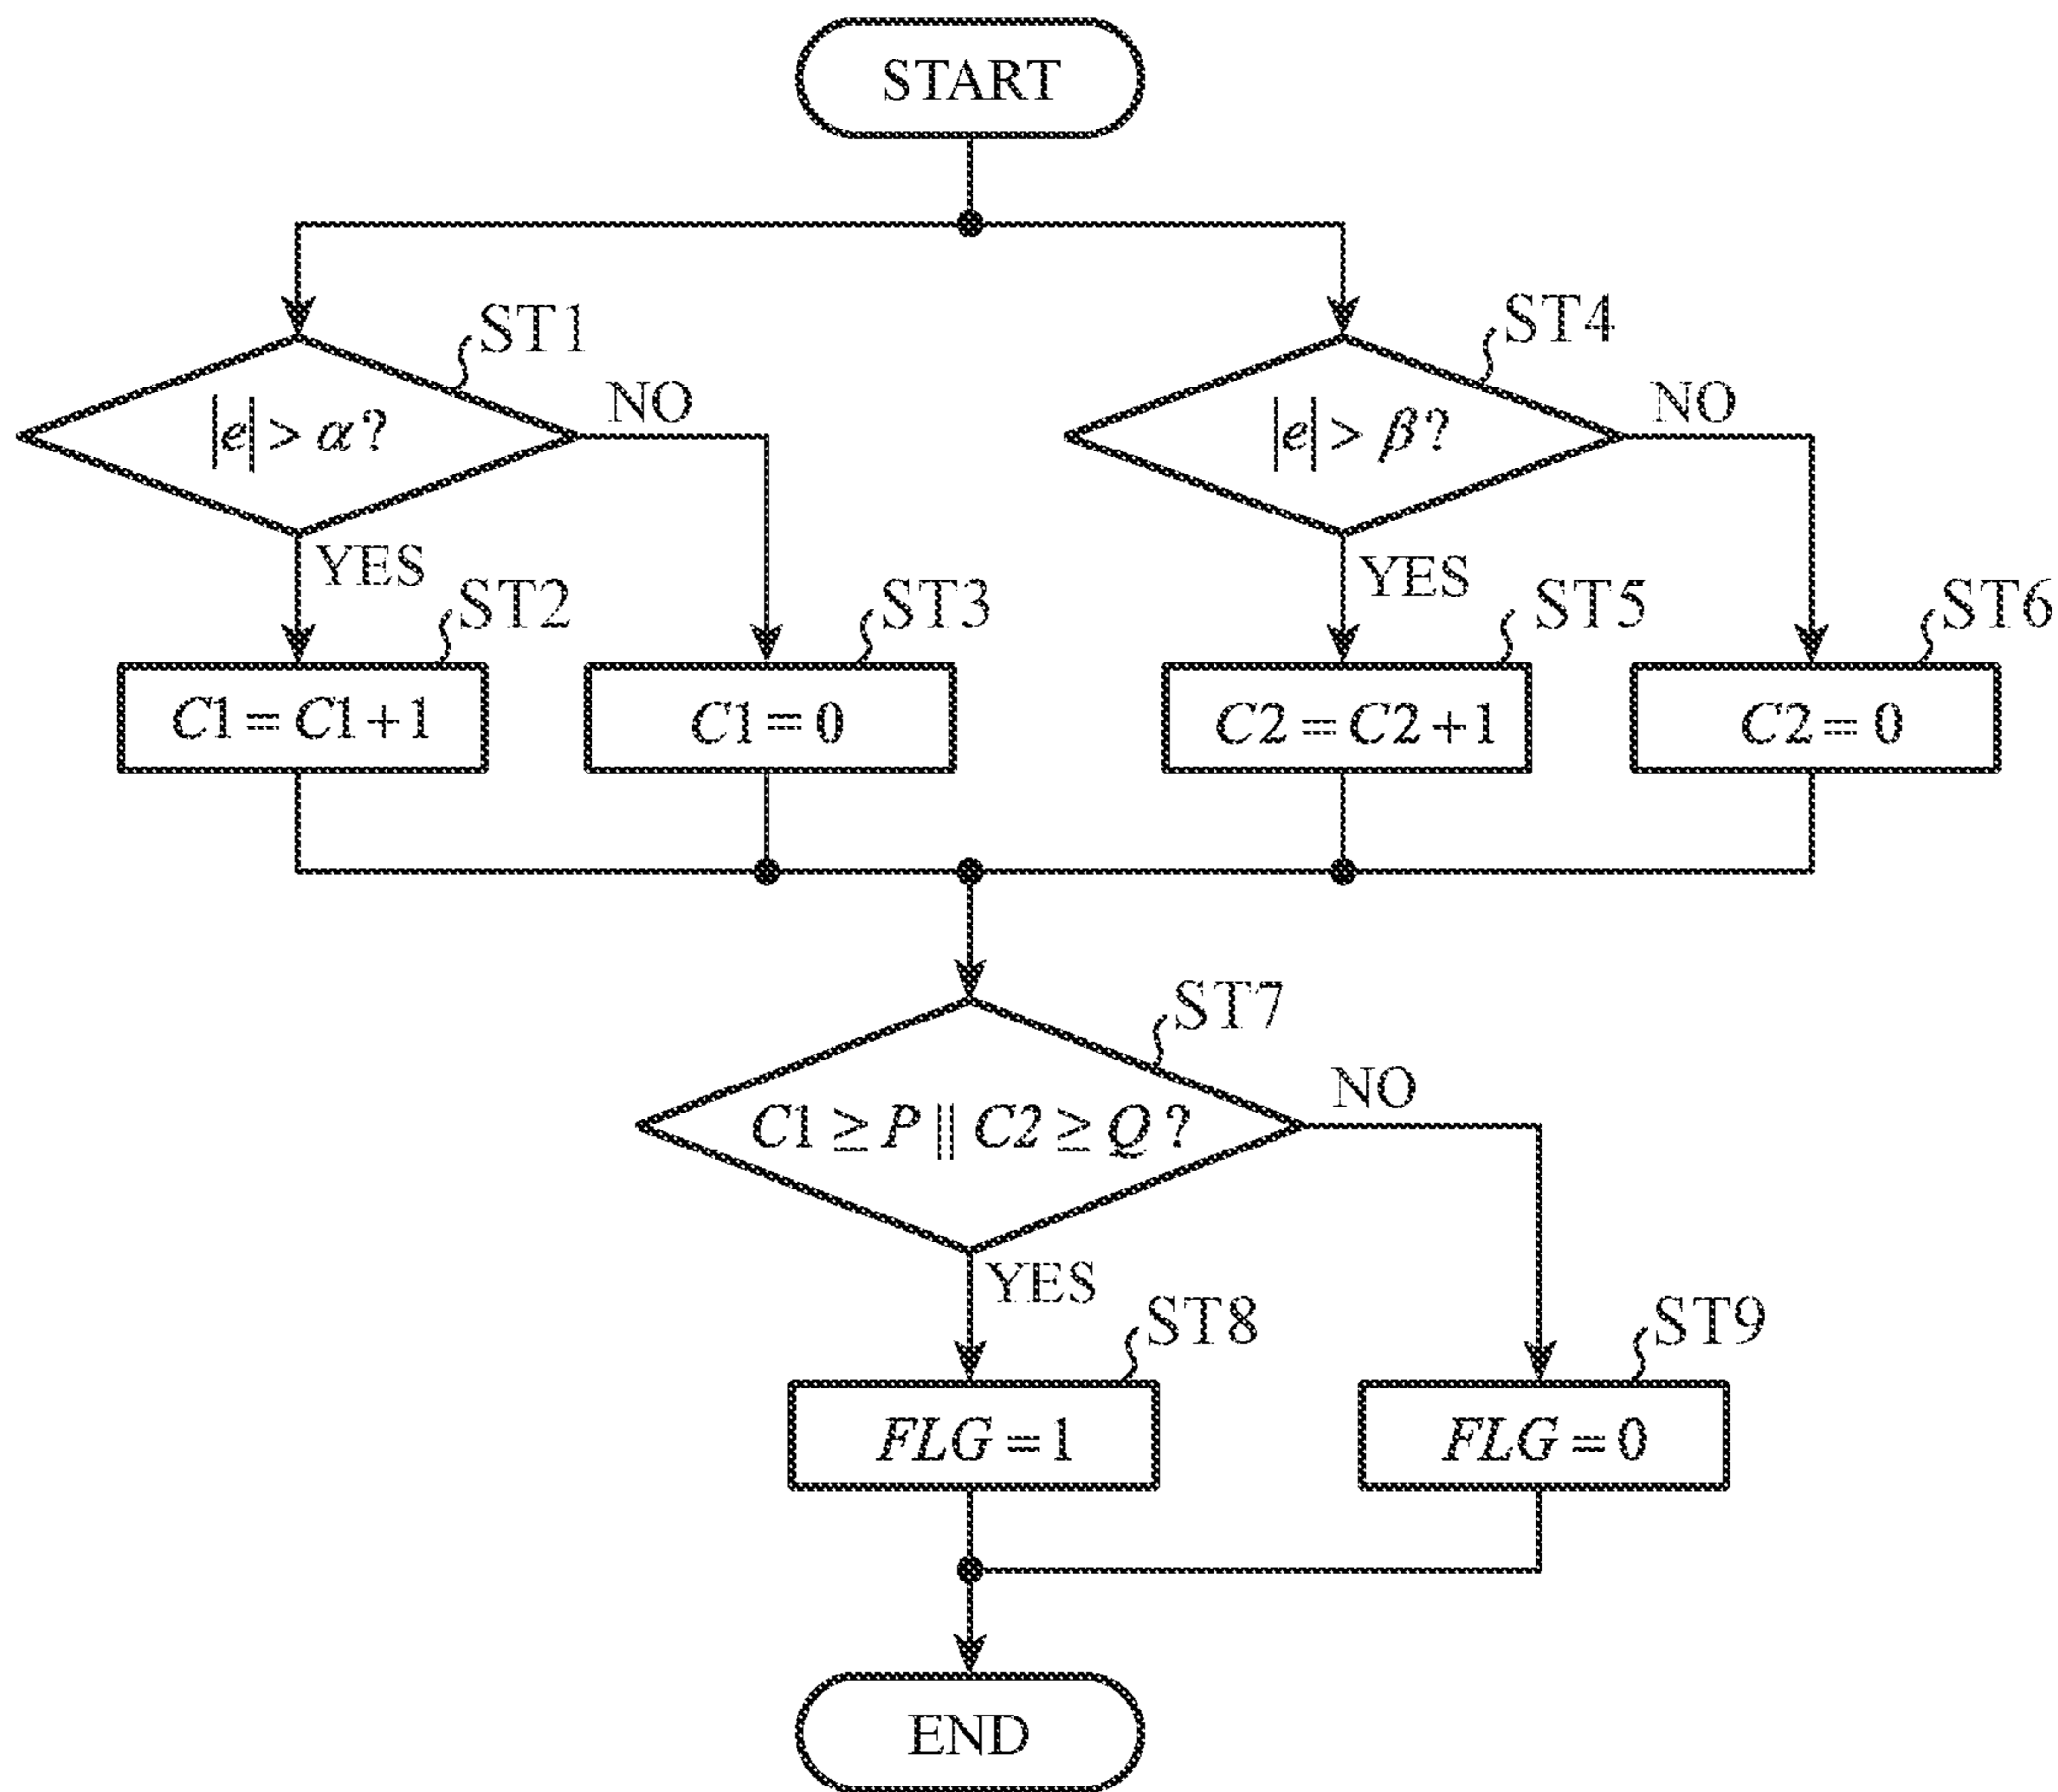 START
ST1
ST4
|e| > α ?
NO
|e| > β ?
NO
YES
YES
ST2
ST3
ST5
ST6
C1 = C1+1
C1 = 0
C2 = C2+1
C2 = 0
ST7
C1 ≧ P || C2 ≧ Q ?
NO
YES
ST8
ST9
FLG = 1
FLG = 0
END